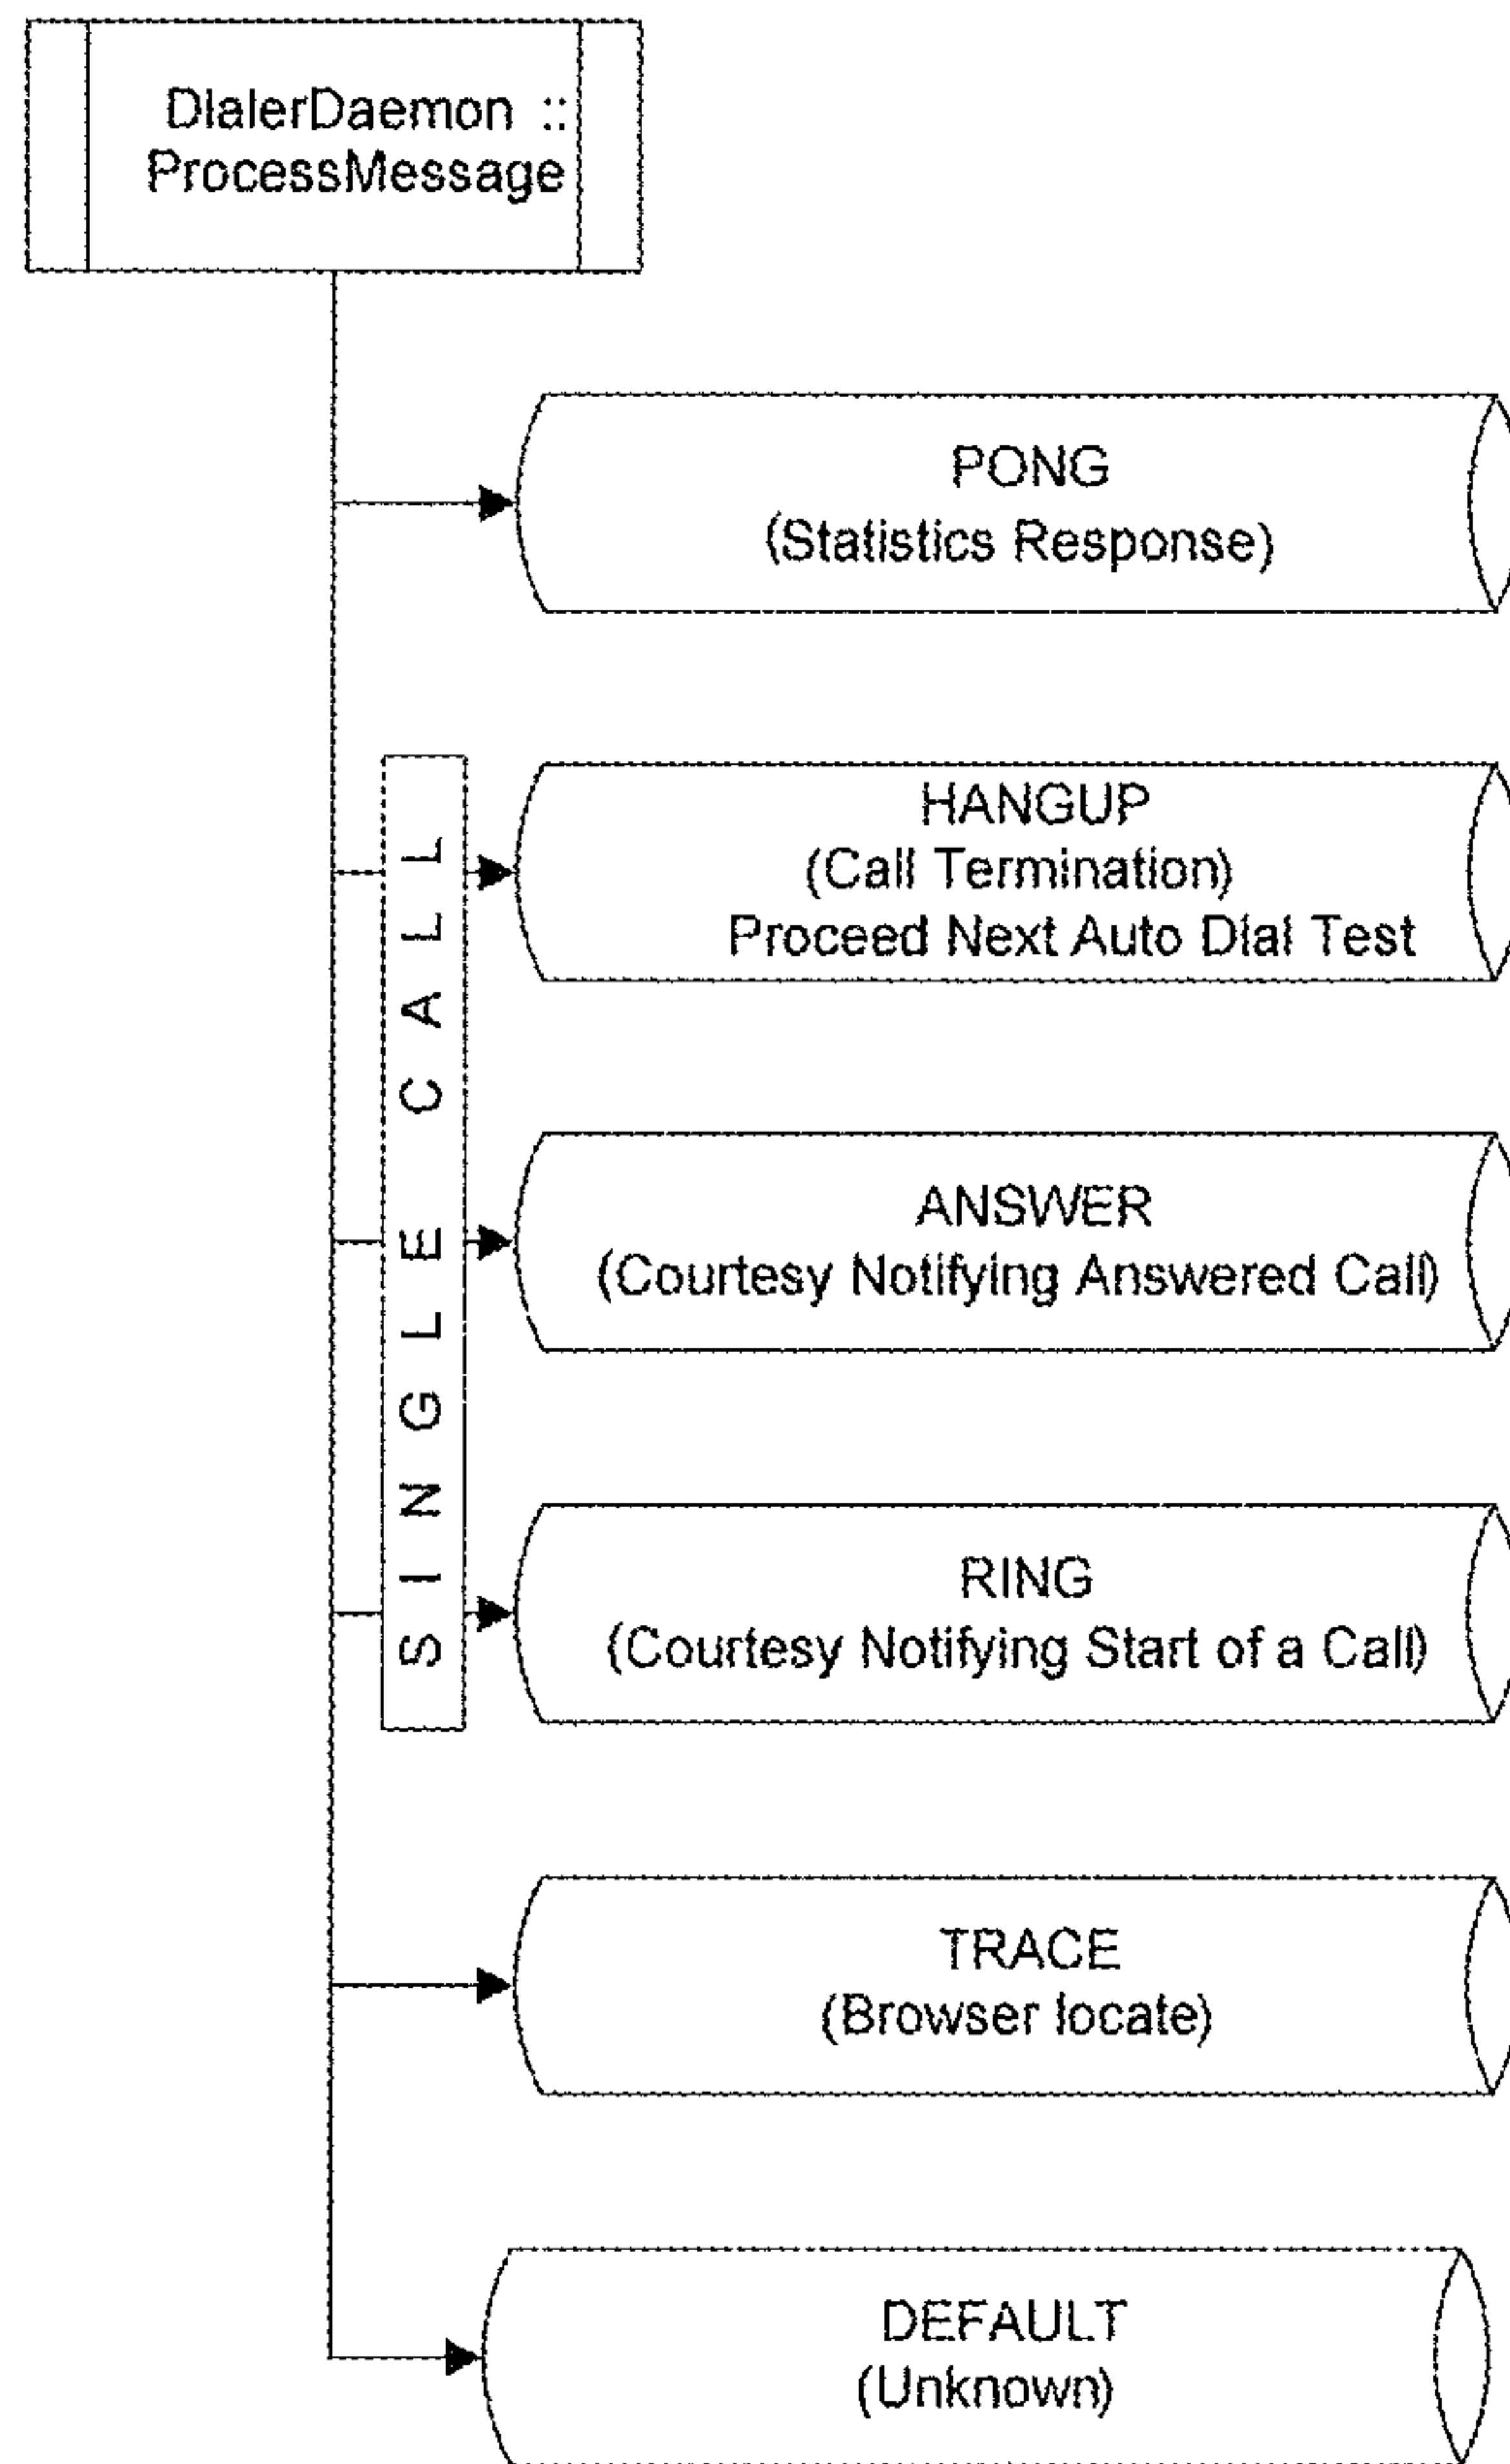 DialerDaemon ::
ProcessMessage
PONG
(Statistics Response)
SINGLE CALL
HANGUP
(Call Termination)
Proceed Next Auto Dial Test
ANSWER
(Courtesy Notifying Answered Call)
RING
(Courtesy Notifying Start of a Call)
TRACE
(Browser locate)
DEFAULT
(Unknown)